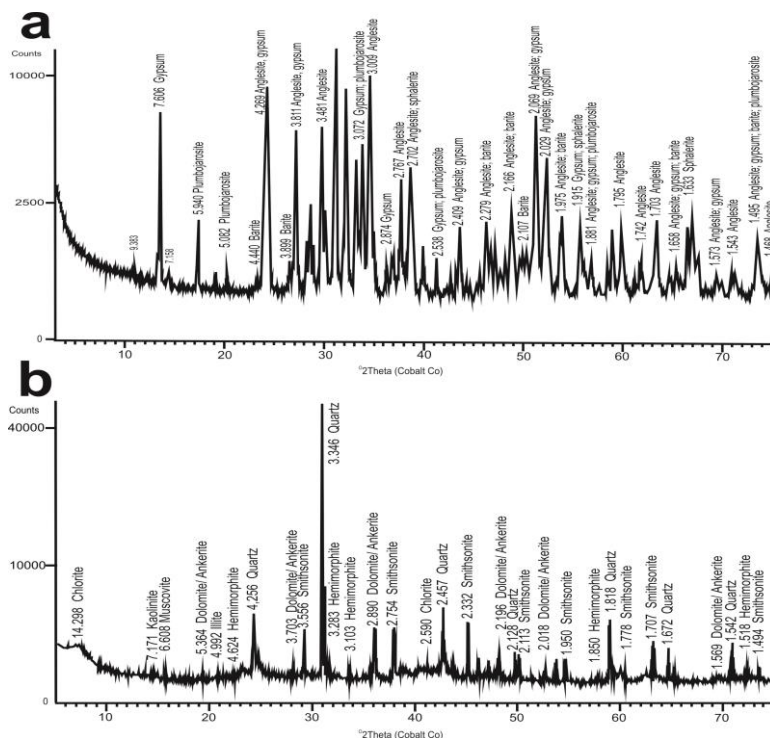 a
Counts
10000
2500
0
9.383
7.606 Gypsum
7.158
5.940 Plumbojarosite
5.082 Plumbojarosite
4.440 Barite
4.269 Anglesite, gypsum
3.899 Barite
3.811 Anglesite, gypsum
3.481 Anglesite
3.072 Gypsum; plumbojarosite
3.009 Anglesite
2.874 Gypsum
2.767 Anglesite
2.702 Anglesite; sphalerite
2.538 Gypsum; plumbojarosite
2.409 Anglesite; gypsum
2.279 Anglesite; barite
2.166 Anglesite; barite
2.107 Barite
2.069 Anglesite; gypsum
2.029 Anglesite; gypsum
1.975 Anglesite; barite
1.915 Gypsum; sphalerite
1.881 Anglesite; gypsum; plumbojarosite
1.795 Anglesite
1.742 Anglesite
1.703 Anglesite
1.658 Anglesite; gypsum; barite
1.633 Sphalerite
1.573 Anglesite; gypsum
1.543 Anglesite
1.495 Anglesite; gypsum; barite; plumbojarosite
1.468 Anglesite
10 20 30 40 50 60 70
°2Theta (Cobalt Co)
b
Counts
40000
10000
0
14.298 Chlorite
7.171 Kaolinite
6.608 Muscovite
5.364 Dolomite/ Ankerite
4.992 Illite
4.624 Hemimorphite
4,256 Quartz
3.703 Dolomite/ Ankerite
3.556 Smithsonite
3.346 Quartz
3.283 Hemimorphite
3.103 Hemimorphite
2.890 Dolomite/ Ankerite
2.754 Smithsonite
2.590 Chlorite
2.457 Quartz
2.332 Smithsonite
2.196 Dolomite/ Ankerite
2.128 Quartz
2.113 Smithsonite
2.018 Dolomite/ Ankerite
1.950 Smithsonite
1.850 Hemimorphite
1.818 Quartz
1.778 Smithsonite
1.707 Smithsonite
1.672 Quartz
1.569 Dolomite/ Ankerite
1.542 Quartz
1.518 Hemimorphite
1.494 Smithsonite
10 20 30 40 50 60 70
°2Theta (Cobalt Co)